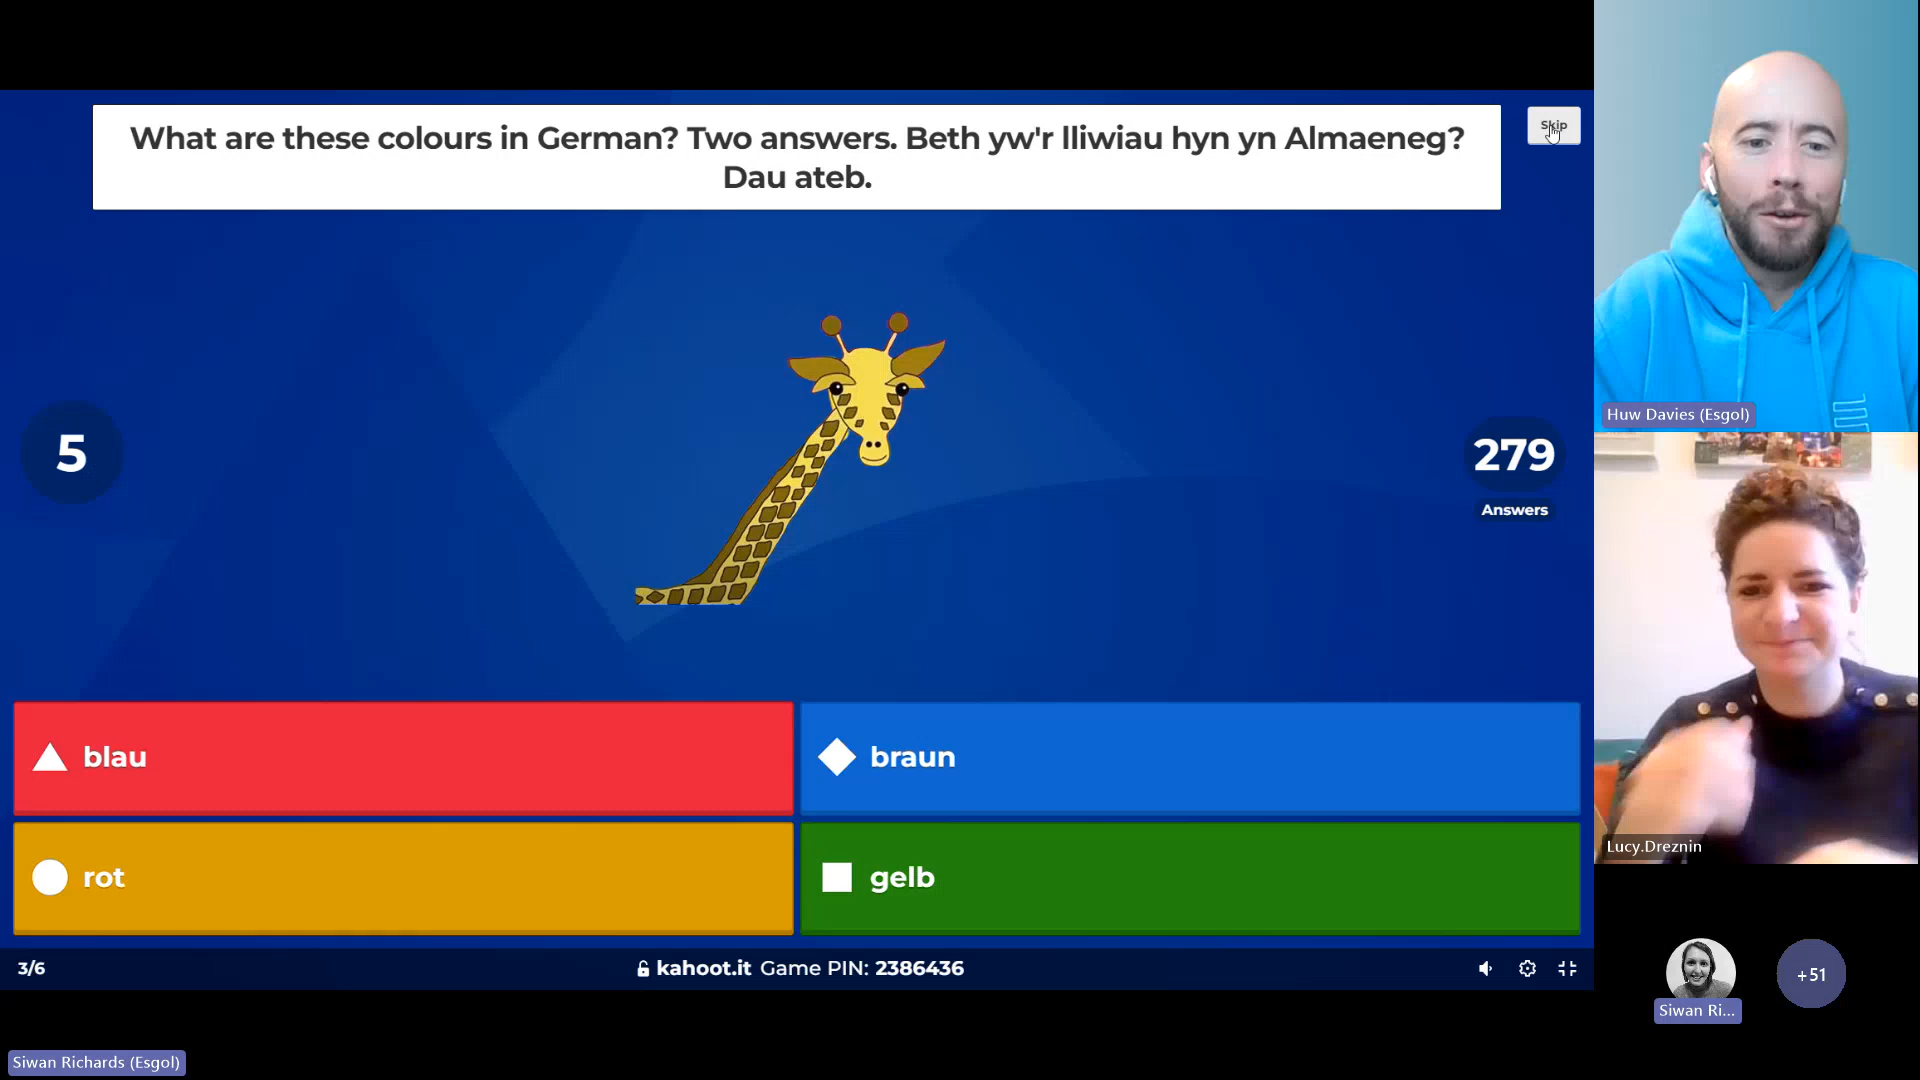 What are these colours in German? Two answers. Beth yw'r lliwiau hyn yn Almaeneg?
Dau ateb.
Skip
5
279
Answers
blau
braun
rot
gelb
3/6
kahoot.it Game PIN: 2386436
Huw Davies (Esgol)
Lucy.Dreznin
Siwan Ri...
+51
Siwan Richards (Esgol)